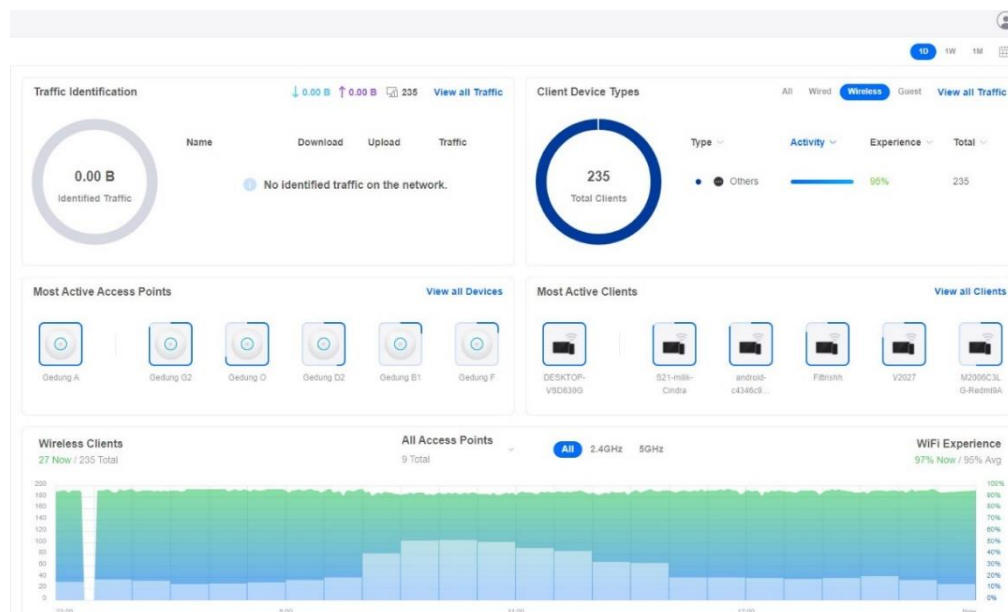 1D 1W 1M
Traffic Identification ↓ 0.00 B ↑ 0.00 B 235 View all Traffic
0.00 B
Identified Traffic
Name Download Upload Traffic
No identified traffic on the network.
Client Device Types All Wired Wireless Guest View all Traffic
235
Total Clients
Type Activity Experience Total
Others 95% 235
Most Active Access Points View all Devices
Gedung A Gedung G2 Gedung O Gedung D2 Gedung B1 Gedung F
Most Active Clients View all Clients
DESKTOP-VSD639G S21-milik-Cindra android-c4346c9... Fitrishh V2027 M2006C3LG-Redmi9A
Wireless Clients
27 Now / 235 Total
All Access Points
9 Total
All 2.4GHz 5GHz
WiFi Experience
97% Now / 95% Avg
200 100%
180 90%
160 80%
140 70%
120 60%
100 50%
80 40%
60 30%
40 20%
20 10%
0 0%
Now